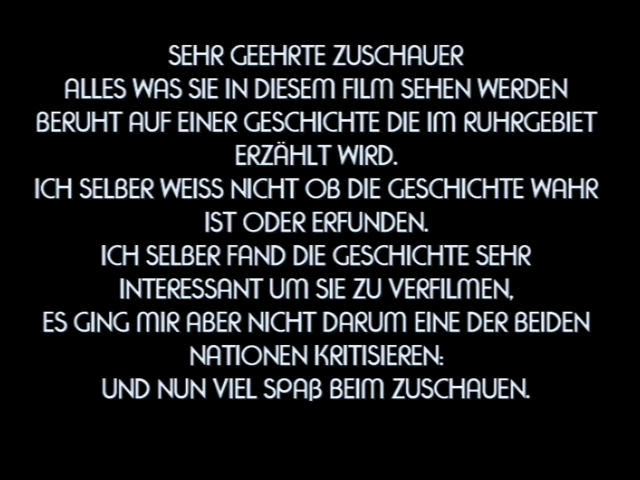 SEHR GEEHRTE ZUSCHAUER
ALLES WAS SIE IN DIESEM FILM SEHEN WERDEN
BERUHT AUF EINER GESCHICHTE DIE IM RUHRGEBIET
ERZÄHLT WIRD.
ICH SELBER WEISS NICHT OB DIE GESCHICHTE WAHR
IST ODER ERFUNDEN.
ICH SELBER FAND DIE GESCHICHTE SEHR
INTERESSANT UM SIE ZU VERFILMEN,
ES GING MIR ABER NICHT DARUM EINE DER BEIDEN
NATIONEN KRITISIEREN:
UND NUN VIEL SPAß BEIM ZUSCHAUEN.